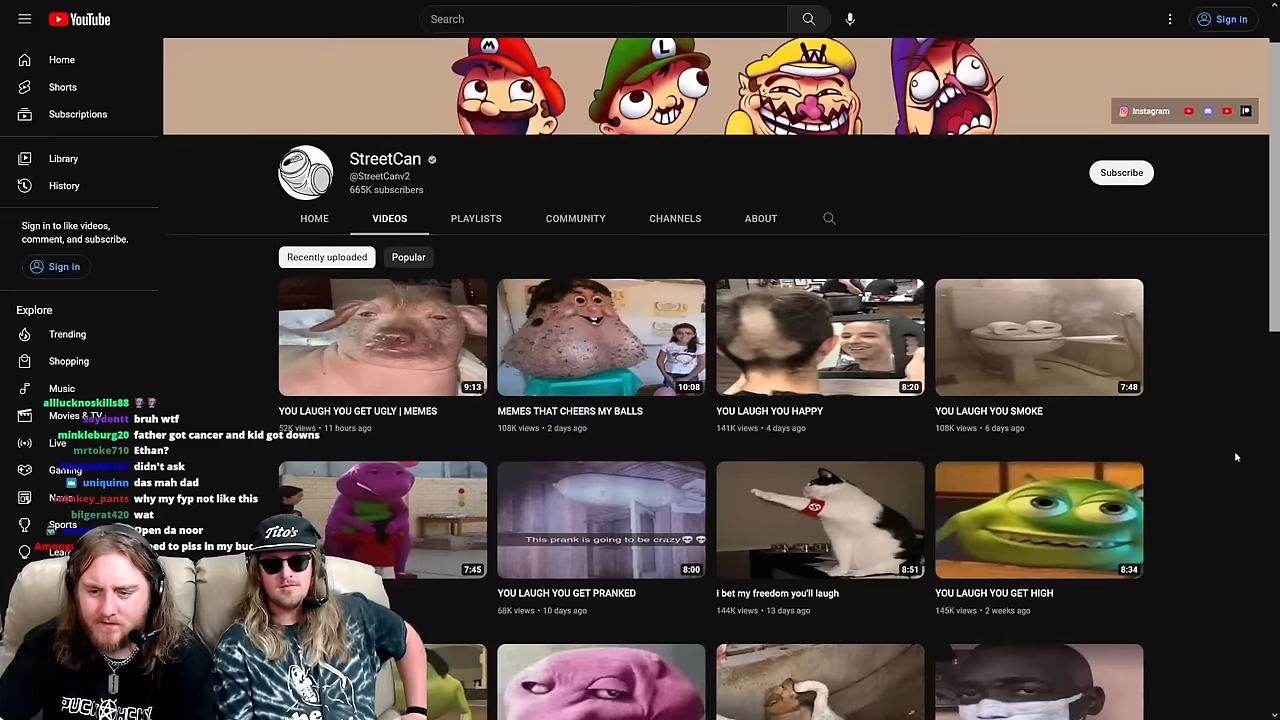 YouTube
Search
Sign in
Home
Shorts
Subscriptions
Instagram
M
L
W
StreetCan
@StreetCanv2
665K subscribers
Subscribe
Library
History
HOME
VIDEOS
PLAYLISTS
COMMUNITY
CHANNELS
ABOUT
Sign in to like videos,
comment, and subscribe.
Sign in
Recently uploaded
Popular
Explore
Trending
Shopping
Music
Movies & TV
Live
Gaming
Sports
9:13
10:08
8:20
7:48
YOU LAUGH YOU GET UGLY | MEMES
MEMES THAT CHEERS MY BALLS
YOU LAUGH YOU HAPPY
YOU LAUGH YOU SMOKE
52K views • 11 hours ago
108K views • 2 days ago
141K views • 4 days ago
108K views • 6 days ago
alllucknoskills88
bruh wtf
minkleburg20 father got cancer and kid got downs
mrtoke710 Ethan?
didn't ask
uniquinn das mah dad
why my fyp not like this
bilgerat420 wat
Open da noor
to piss in my buc
This prank is going to be crazy
7:45
8:00
8:51
8:34
YOU LAUGH YOU GET PRANKED
i bet my freedom you'll laugh
YOU LAUGH YOU GET HIGH
68K views • 10 days ago
144K views • 13 days ago
145K views • 2 weeks ago
Tito's